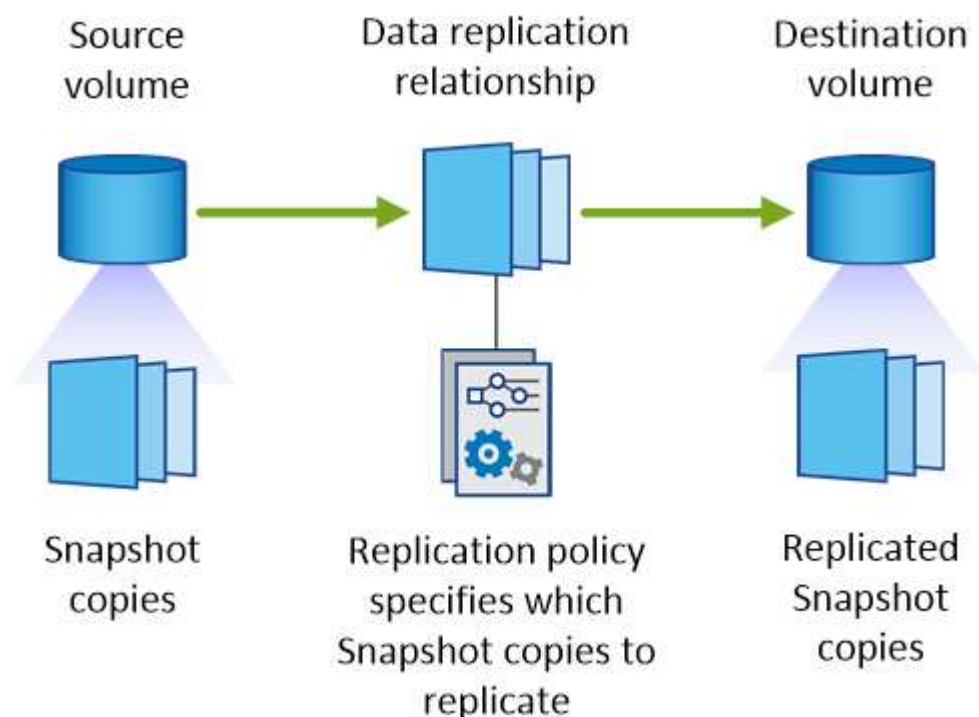 Source
volume
Data replication
relationship
Destination
volume
Snapshot
copies
Replication policy
specifies which
Snapshot copies to
replicate
Replicated
Snapshot
copies